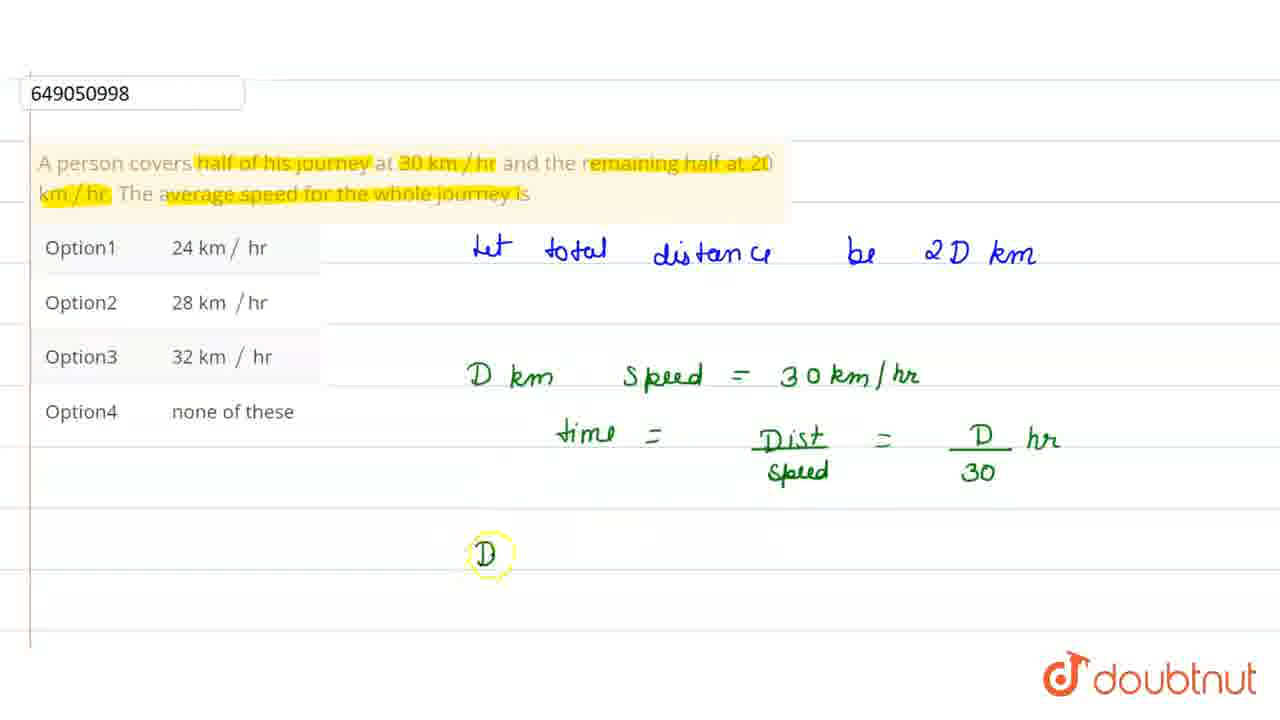 649050998
A person covers half of his journey at 30 km/hr and the remaining half at 20
km/hr. The average speed for the whole journey is
Option1 24 km/ hr
Option2 28 km /hr
Option3 32 km / hr
Option4 none of these
Let total distance be 2D km
D km speed = 30 km/hr
time = Dist/speed = D/30 hr
D
doubtnut